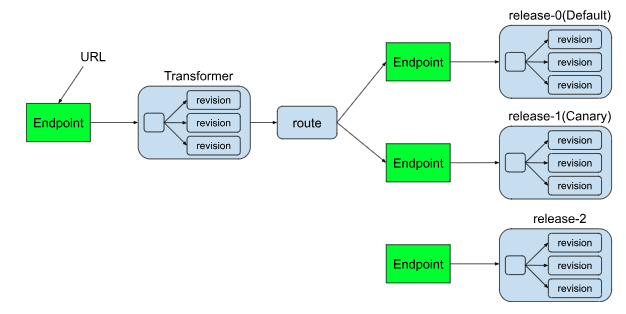 URL
Endpoint
Transformer
revision
revision
revision
route
Endpoint
release-0(Default)
revision
revision
revision
Endpoint
release-1(Canary)
revision
revision
revision
Endpoint
release-2
revision
revision
revision